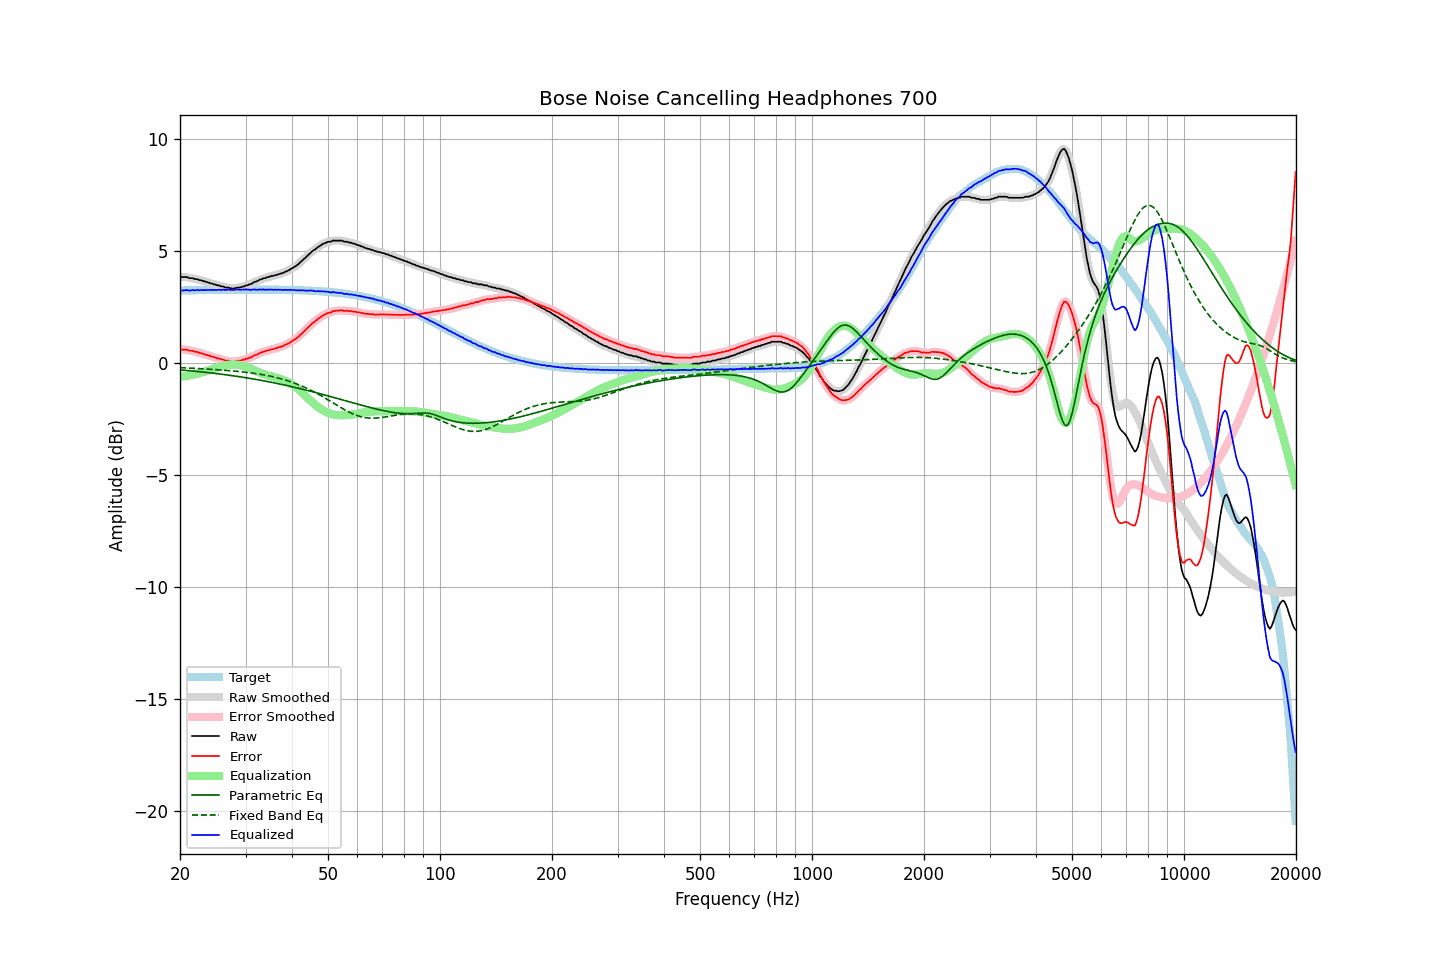 Bose Noise Cancelling Headphones 700
10
5
0
−5
−10
−15
−20
Amplitude (dBr)
Target
Raw Smoothed
Error Smoothed
Raw
Error
Equalization
Parametric Eq
Fixed Band Eq
Equalized
20 50 100 200 500 1000 2000 5000 10000 20000
Frequency (Hz)